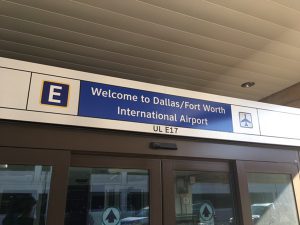 E
Welcome to Dallas/Fort Worth
International Airport
UL E17